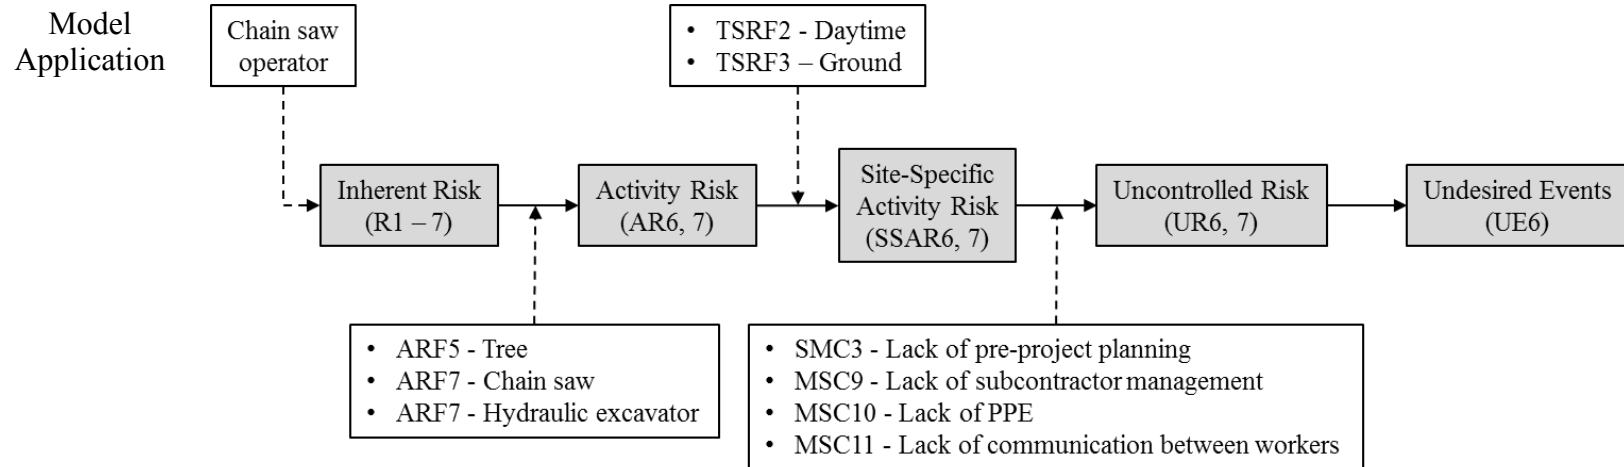 Model
Application
Chain saw
operator
• TSRF2 - Daytime
• TSRF3 – Ground
Inherent Risk
(R1 – 7)
Activity Risk
(AR6, 7)
Site-Specific
Activity Risk
(SSAR6, 7)
Uncontrolled Risk
(UR6, 7)
Undesired Events
(UE6)
• ARF5 - Tree
• ARF7 - Chain saw
• ARF7 - Hydraulic excavator
• SMC3 - Lack of pre-project planning
• MSC9 - Lack of subcontractor management
• MSC10 - Lack of PPE
• MSC11 - Lack of communication between workers